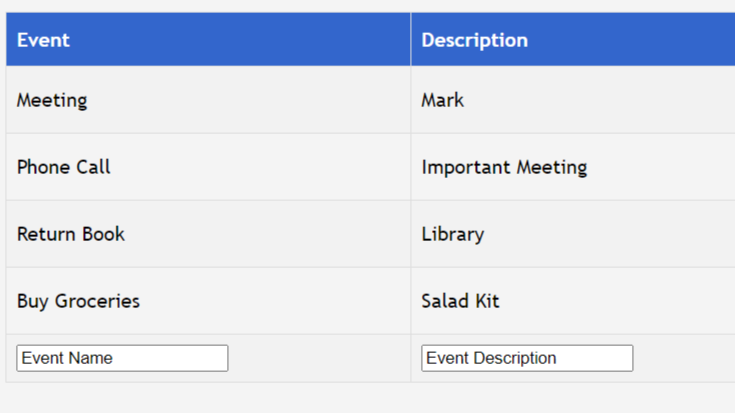 Event Description
Meeting Mark
Phone Call Important Meeting
Return Book Library
Buy Groceries Salad Kit
Event Name Event Description